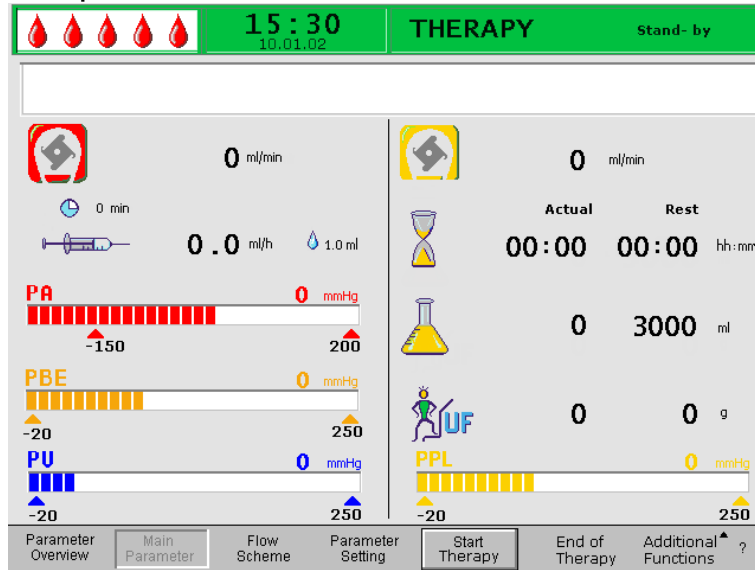 15:30
10.01.02
THERAPY
Stand- by
0 ml/min
0 min
0.0 ml/h
1.0 ml
PA 0 mmHg
-150 200
PBE 0 mmHg
-20 250
PV 0 mmHg
-20 250
0 ml/min
Actual Rest
00:00 00:00 hh:mm
0 3000 ml
UF 0 0 g
PPL 0 mmHg
-20 250
Parameter
Overview
Main
Parameter
Flow
Scheme
Parameter
Setting
Start
Therapy
End of
Therapy
Additional
Functions
?